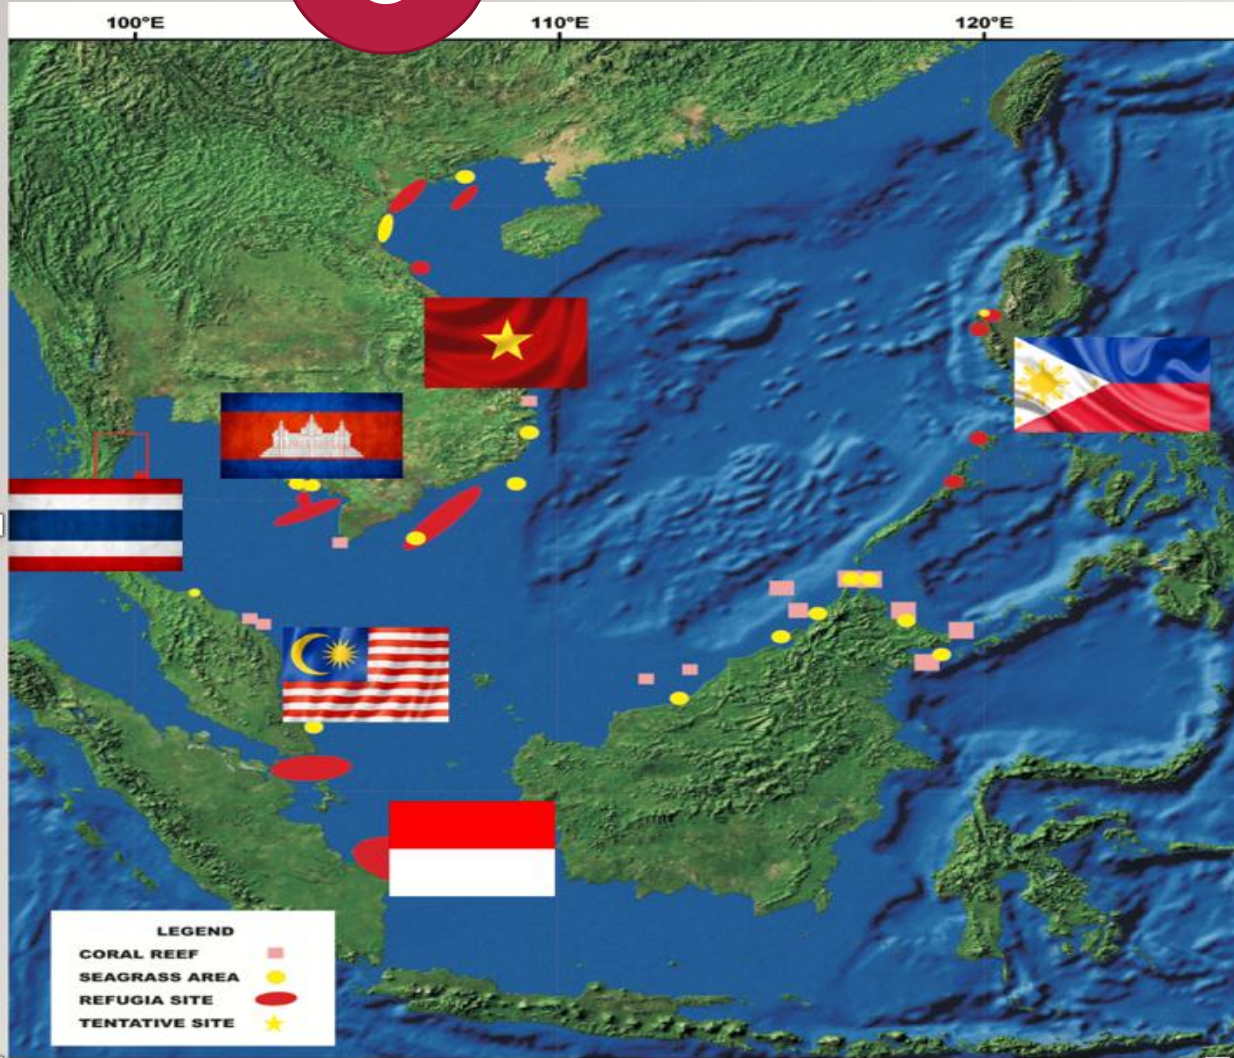 100°E 110°E 120°E
LEGEND
CORAL REEF
SEAGRASS AREA
REFUGIA SITE
TENTATIVE SITE